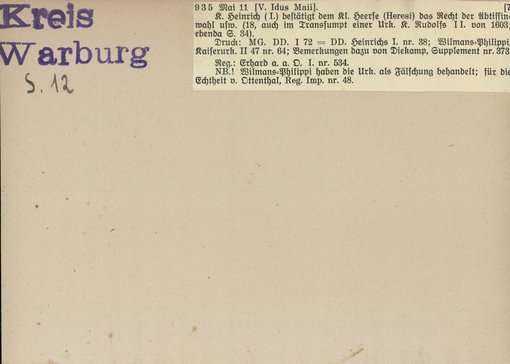 Kreis
Warburg
S. 12
935 Mai 11 [V. Idus Maii]. [7
K. Heinrich (I.) bestätigt dem Kl. Heerse (Heresi) das Recht der Äbtissin
wahl usw. (18, auch im Transsumpt einer Urk. K. Rudolfs II. von 1603;
ebenda S. 34).
Druck: MG. DD. I 72 = DD. Heinrichs I. nr. 38; Wilmans-Philippi,
Kaiserurk. II 47 nr. 64; Bemerkungen dazu von Diekamp, Supplement nr. 373
Reg.: Erhard a. a. O. I. nr. 534.
NB.! Wilmans-Philippi haben die Urk. als Fälschung behandelt; für die
Echtheit v. Ottenthal, Reg. Imp. nr. 48.